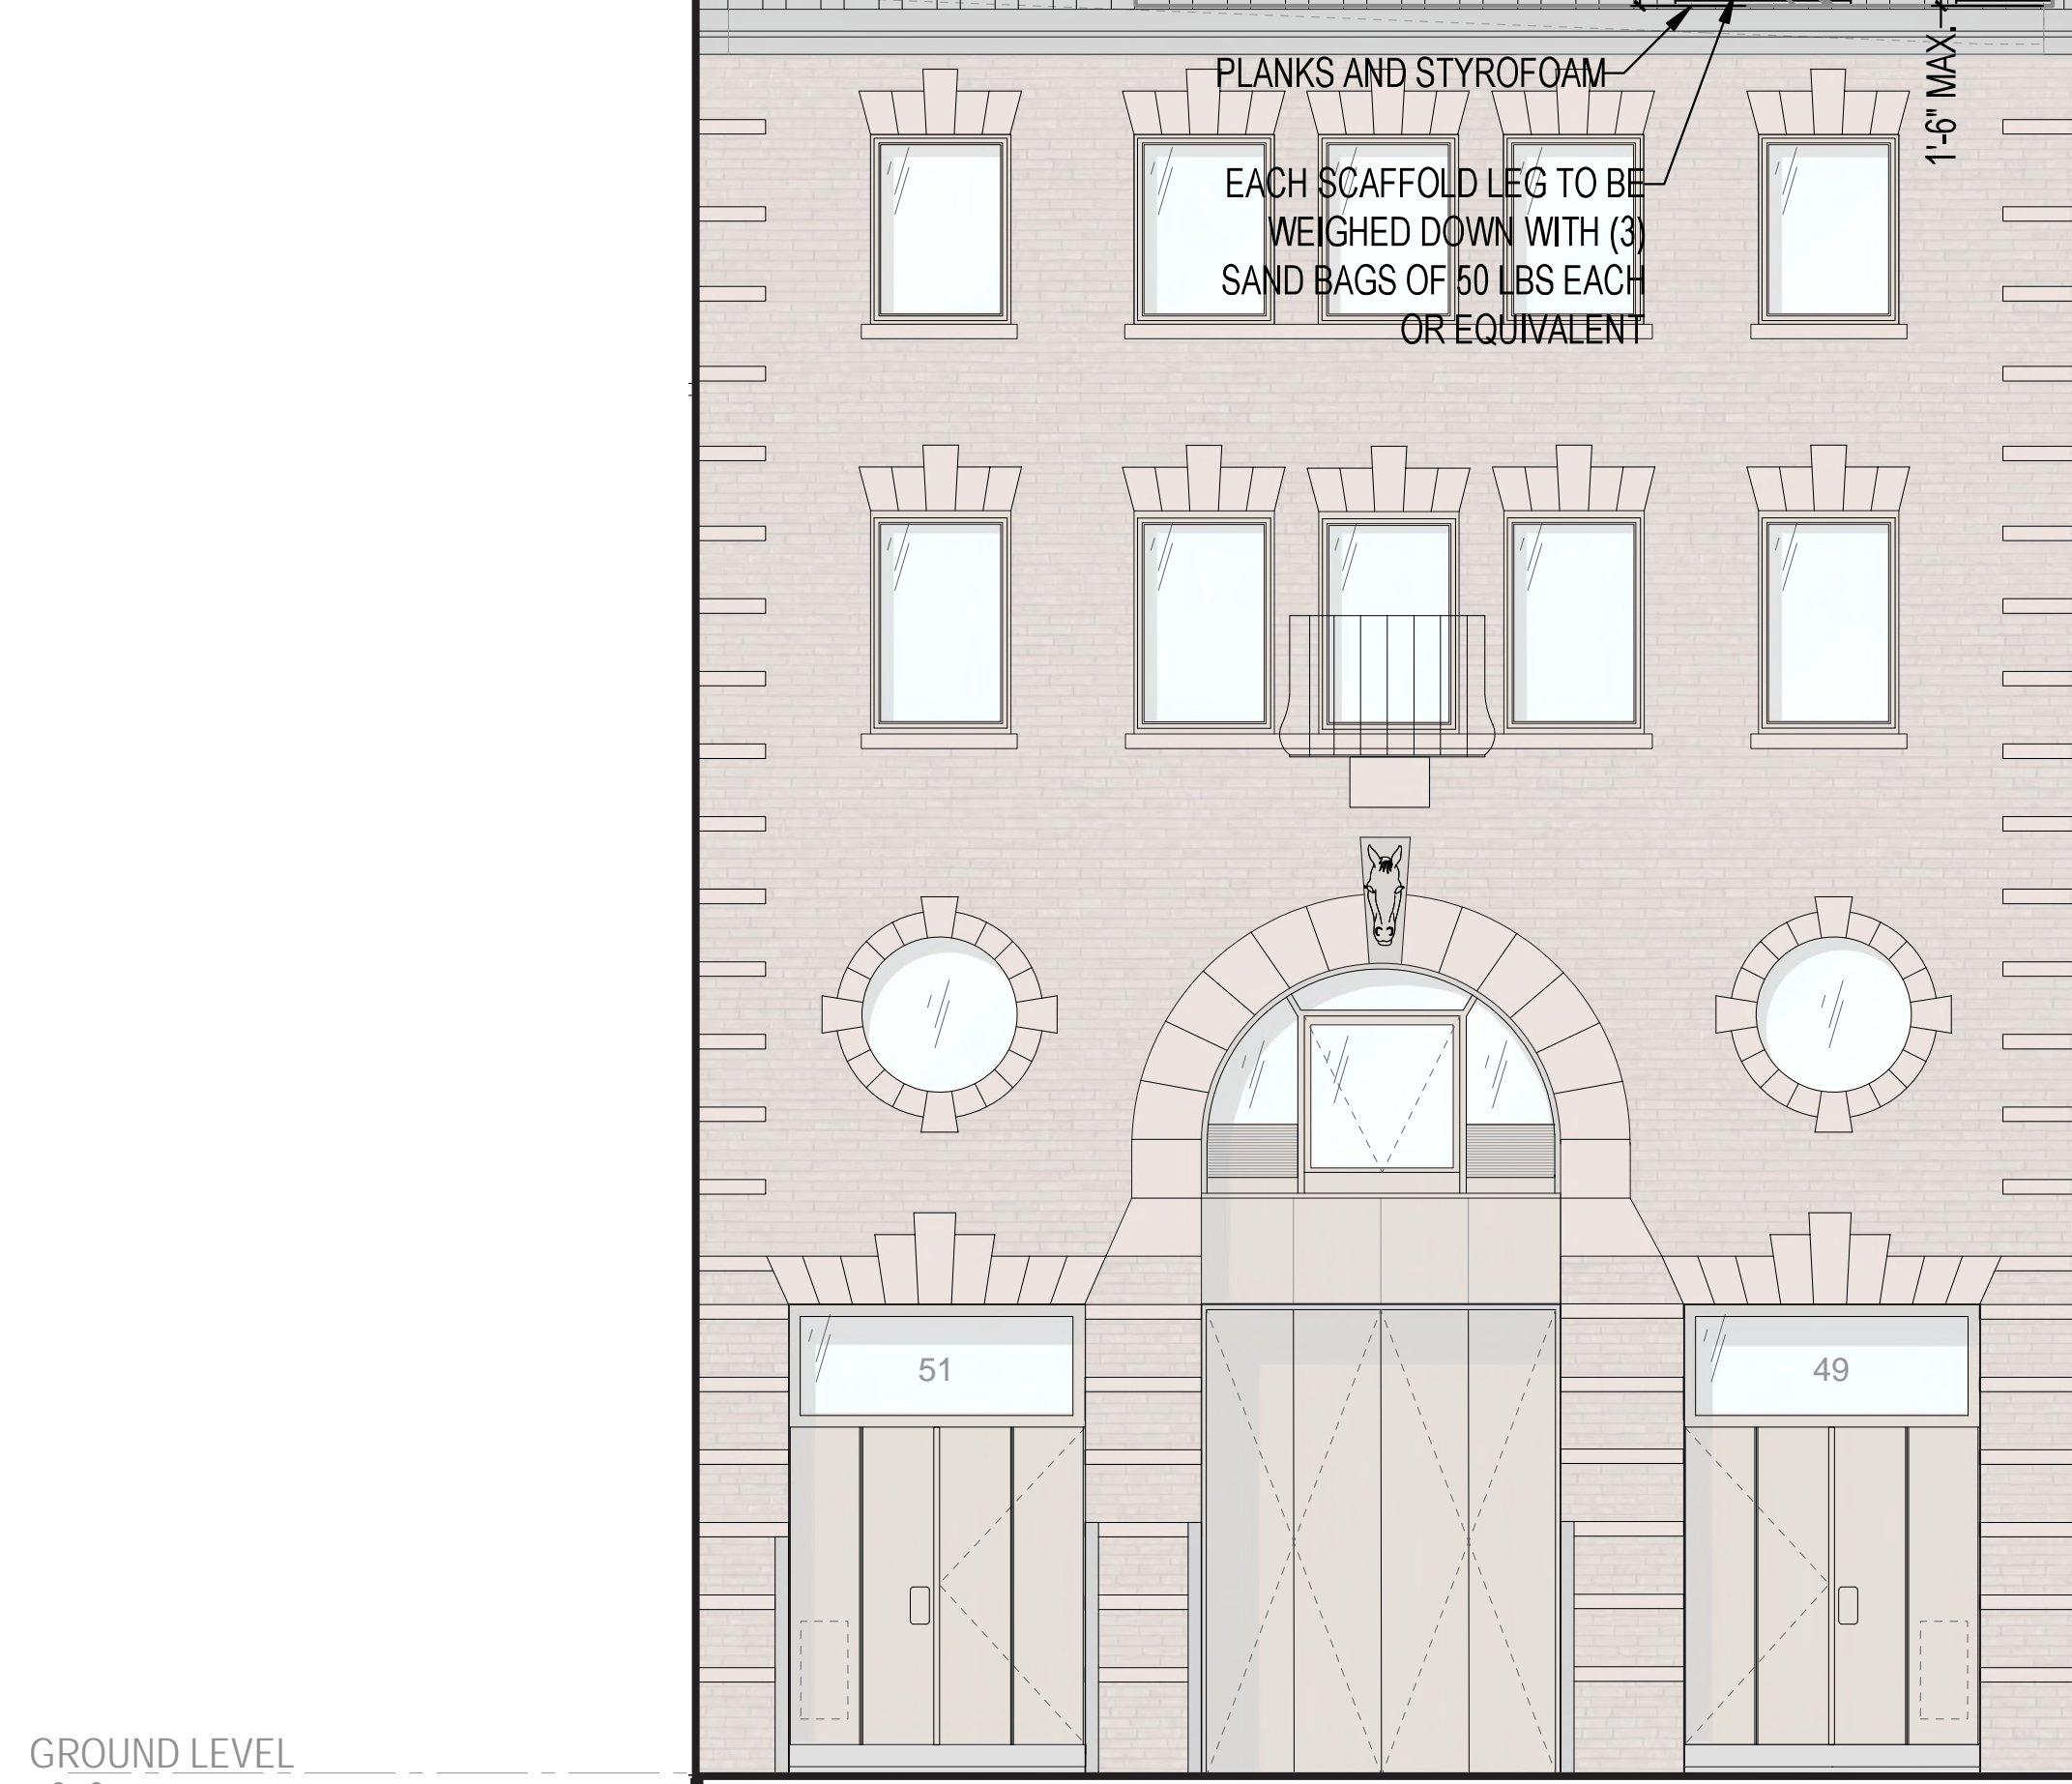 PLANKS AND STYROFOAM
1'-6" MAX.
EACH SCAFFOLD LEG TO BE
WEIGHED DOWN WITH (3)
SAND BAGS OF 50 LBS EACH
OR EQUIVALENT
51
49
GROUND LEVEL